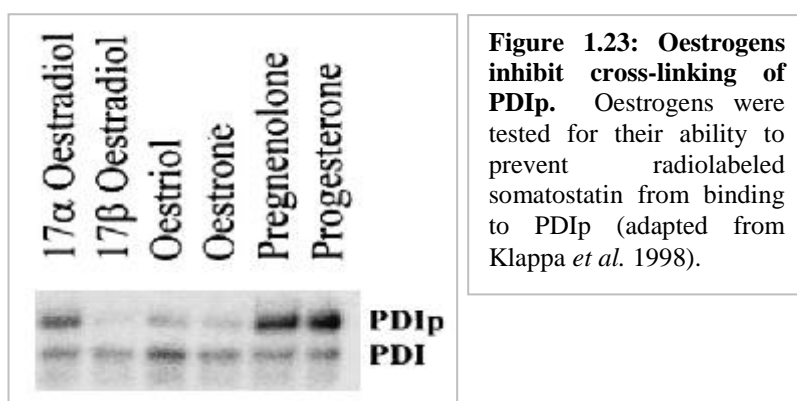 17α Oestradiol
17β Oestradiol
Oestriol
Oestrone
Pregnenolone
Progesterone
PDIp
PDI
Figure 1.23: Oestrogens
inhibit cross-linking of
PDIp. Oestrogens were
tested for their ability to
prevent radiolabeled
somatostatin from binding
to PDIp (adapted from
Klappa et al. 1998).